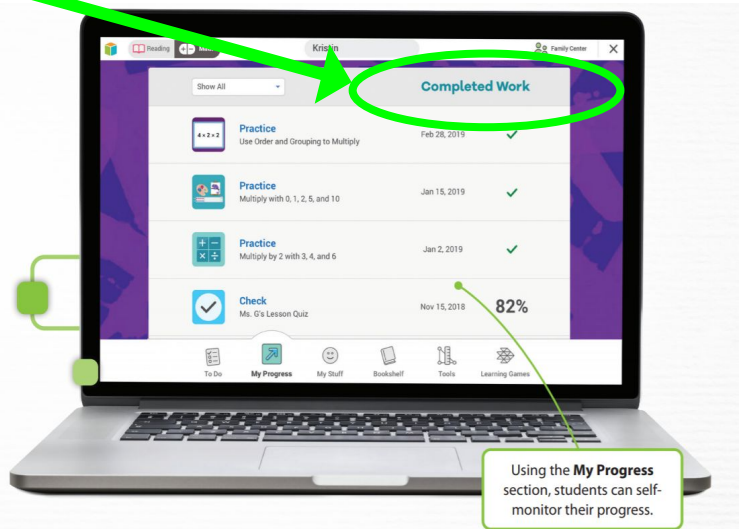 Reading
Kristin
Family Center
Show All
Completed Work
4 × 2 × 2
Practice
Use Order and Grouping to Multiply
Feb 28, 2019
Practice
Multiply with 0, 1, 2, 5, and 10
Jan 15, 2019
Practice
Multiply by 2 with 3, 4, and 6
Jan 2, 2019
Check
Ms. G's Lesson Quiz
Nov 15, 2018
82%
To Do
My Progress
My Stuff
Bookshelf
Tools
Learning Games
Using the My Progress
section, students can self-
monitor their progress.